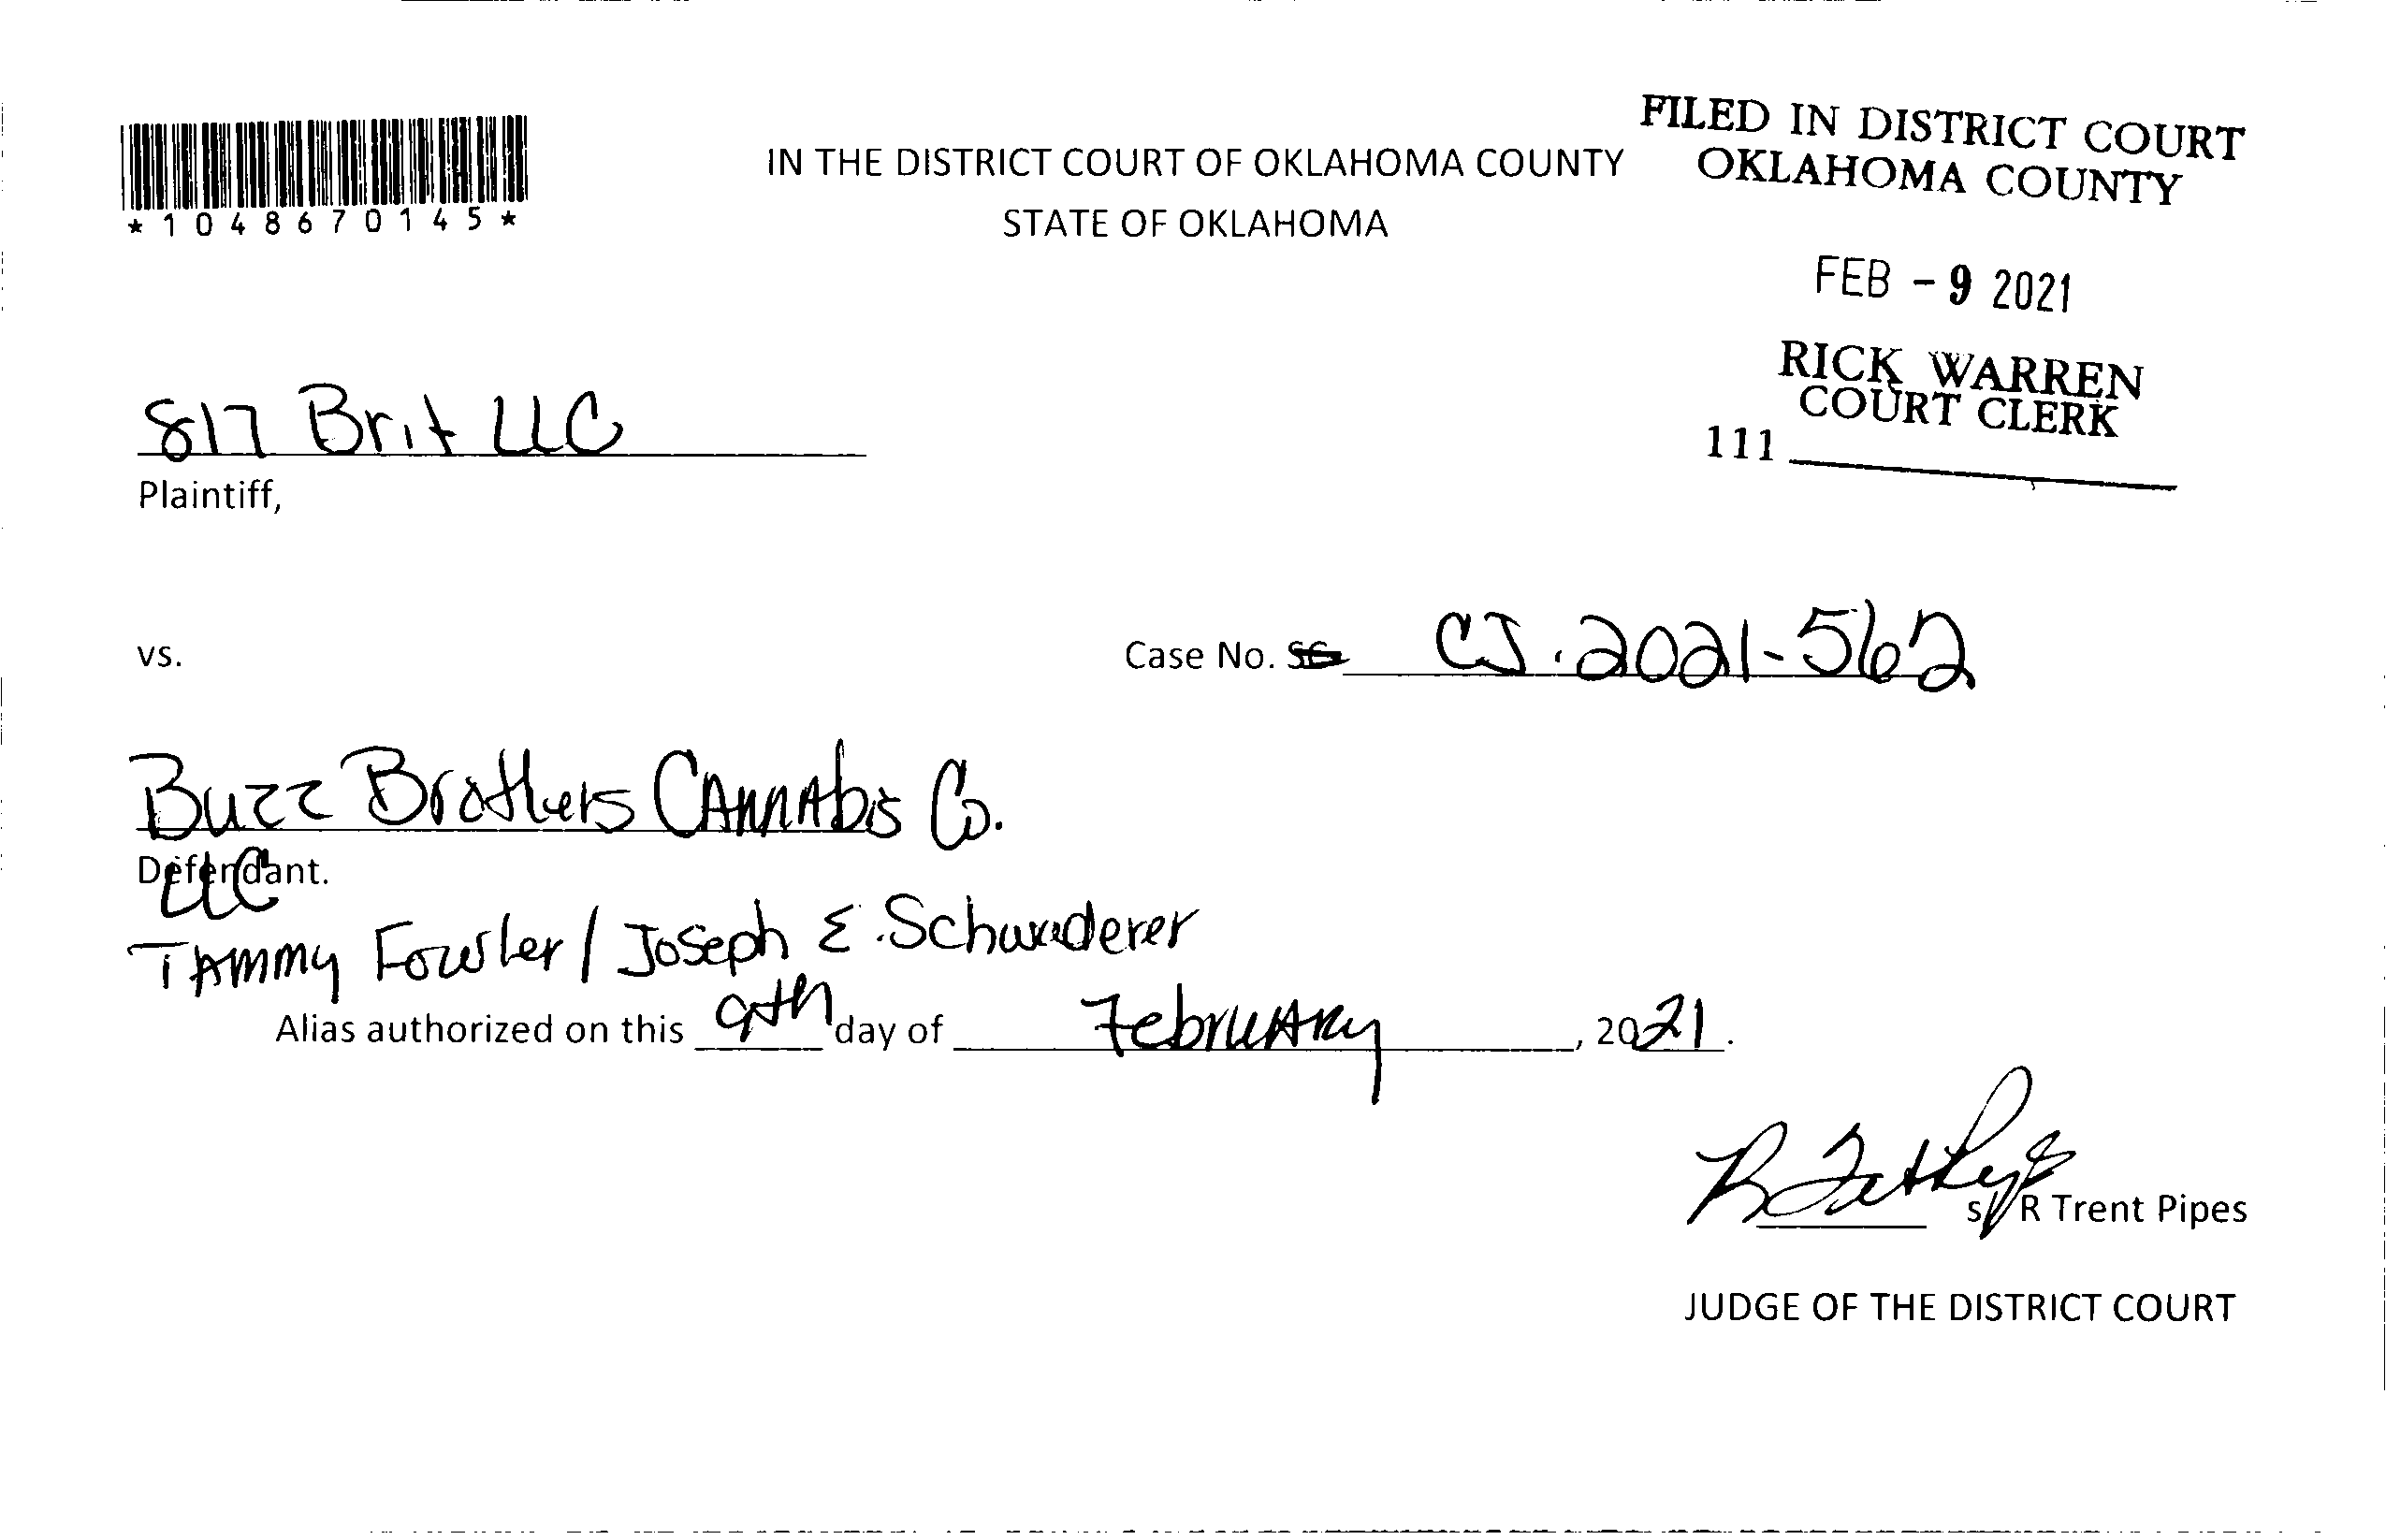 FILED IN DISTRICT COURT
OKLAHOMA COUNTY
IN THE DISTRICT COURT OF OKLAHOMA COUNTY
STATE OF OKLAHOMA
*1048670145*
FEB - 9 2021
RICK WARREN
COURT CLERK
111
817 Brit LLC
Plaintiff,
vs.
Case No. SC CJ-2021-562
Buzz Brothers Cannabis Co.
Defendant.
LLC
Tammy Fowler / Joseph E. Schwaderer
Alias authorized on this 9th day of February, 2021.
s/ R Trent Pipes
JUDGE OF THE DISTRICT COURT